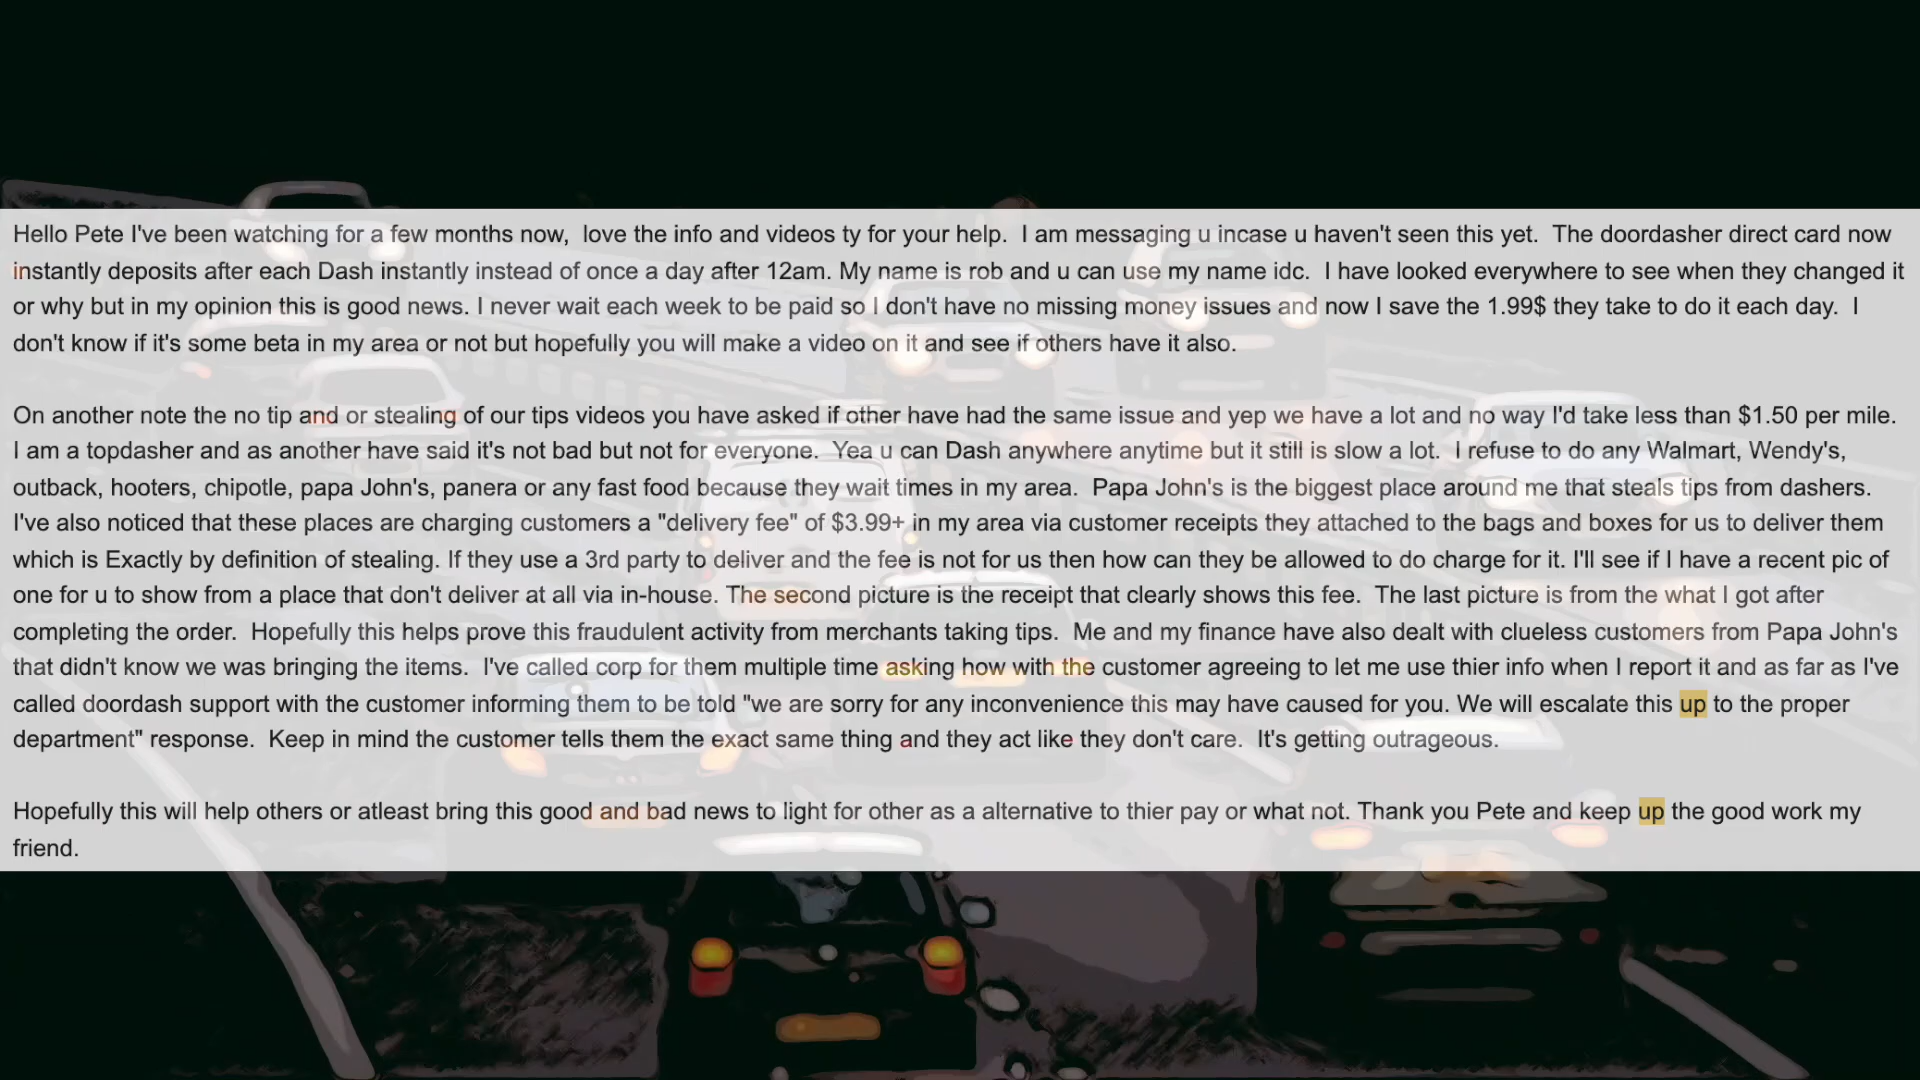 Hello Pete I've been watching for a few months now,  love the info and videos ty for your help.  I am messaging u incase u haven't seen this yet.  The doordasher direct card now
instantly deposits after each Dash instantly instead of once a day after 12am. My name is rob and u can use my name idc.  I have looked everywhere to see when they changed it
or why but in my opinion this is good news. I never wait each week to be paid so I don't have no missing money issues and now I save the 1.99$ they take to do it each day.  I
don't know if it's some beta in my area or not but hopefully you will make a video on it and see if others have it also.
On another note the no tip and or stealing of our tips videos you have asked if other have had the same issue and yep we have a lot and no way I'd take less than $1.50 per mile.
I am a topdasher and as another have said it's not bad but not for everyone.  Yea u can Dash anywhere anytime but it still is slow a lot.  I refuse to do any Walmart, Wendy's,
outback, hooters, chipotle, papa John's, panera or any fast food because they wait times in my area.  Papa John's is the biggest place around me that steals tips from dashers.
I've also noticed that these places are charging customers a "delivery fee" of $3.99+ in my area via customer receipts they attached to the bags and boxes for us to deliver them
which is Exactly by definition of stealing. If they use a 3rd party to deliver and the fee is not for us then how can they be allowed to do charge for it. I'll see if I have a recent pic of
one for u to show from a place that don't deliver at all via in-house. The second picture is the receipt that clearly shows this fee.  The last picture is from the what I got after
completing the order.  Hopefully this helps prove this fraudulent activity from merchants taking tips.  Me and my finance have also dealt with clueless customers from Papa John's
that didn't know we was bringing the items.  I've called corp for them multiple time asking how with the customer agreeing to let me use thier info when I report it and as far as I've
called doordash support with the customer informing them to be told "we are sorry for any inconvenience this may have caused for you. We will escalate this up to the proper
department" response.  Keep in mind the customer tells them the exact same thing and they act like they don't care.  It's getting outrageous.
Hopefully this will help others or atleast bring this good and bad news to light for other as a alternative to thier pay or what not. Thank you Pete and keep up the good work my
friend.